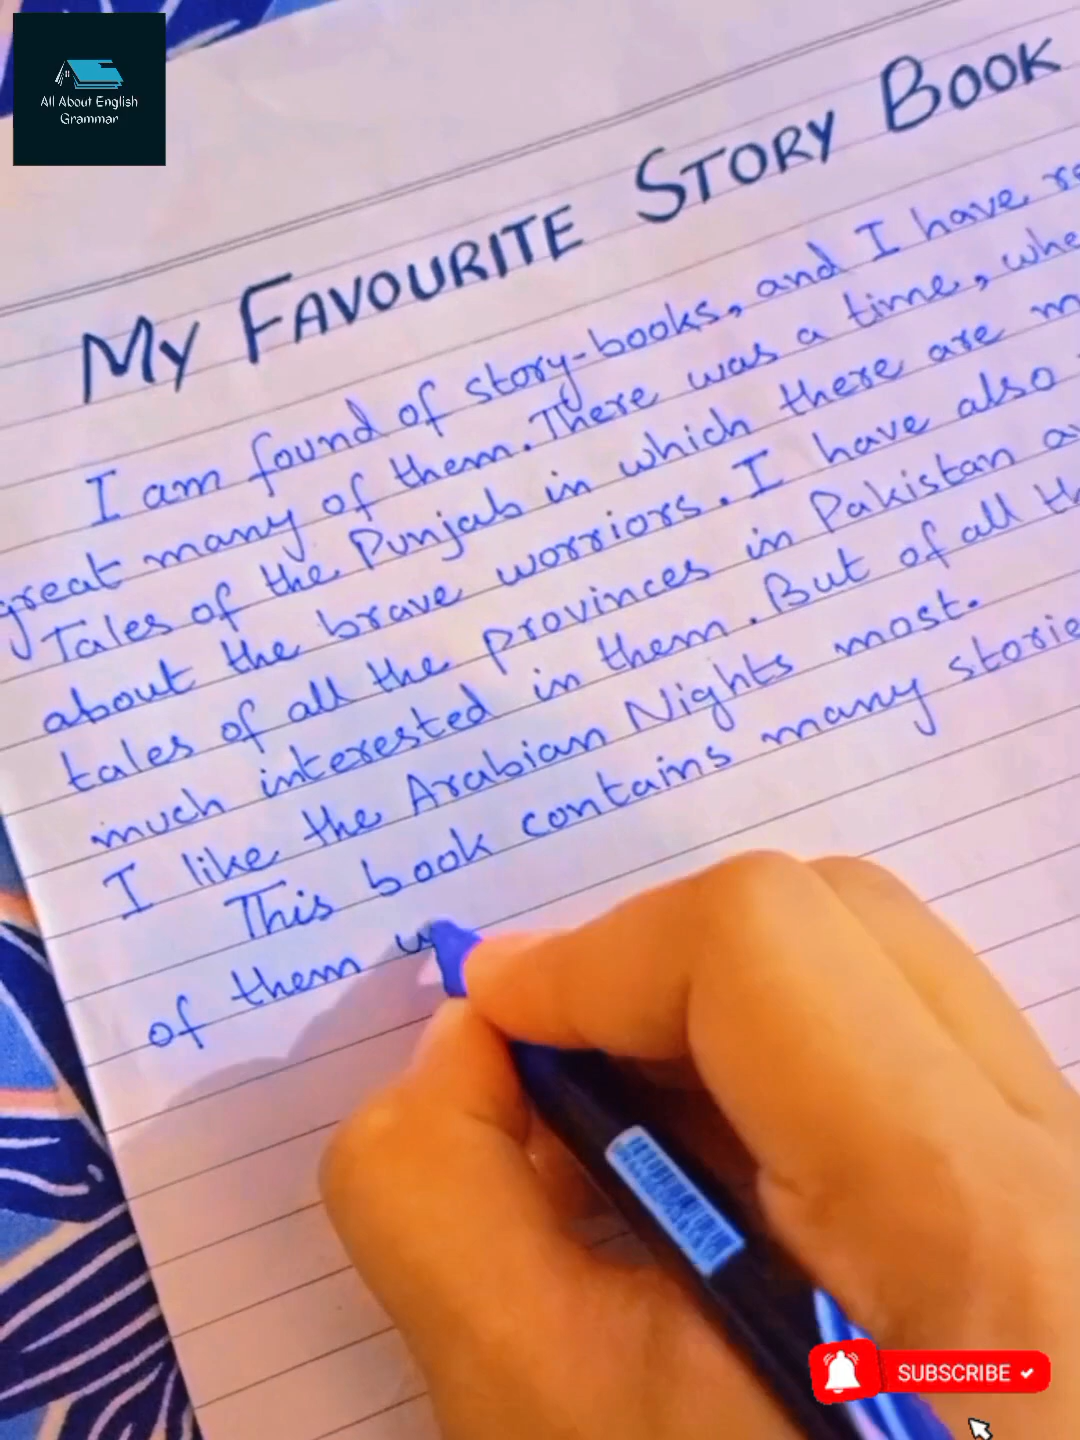 All About English
Grammar
My FAVOURITE STORY BOOK
I am found of story-books, and I have
great many of them. There was a time,
Tales of the Punjab in which there are
about the brave worriors. I have also
tales of all the provinces in Pakistan
much interested in them. But of all
I like the Arabian Nights most.
This book contains many
of them
SUBSCRIBE